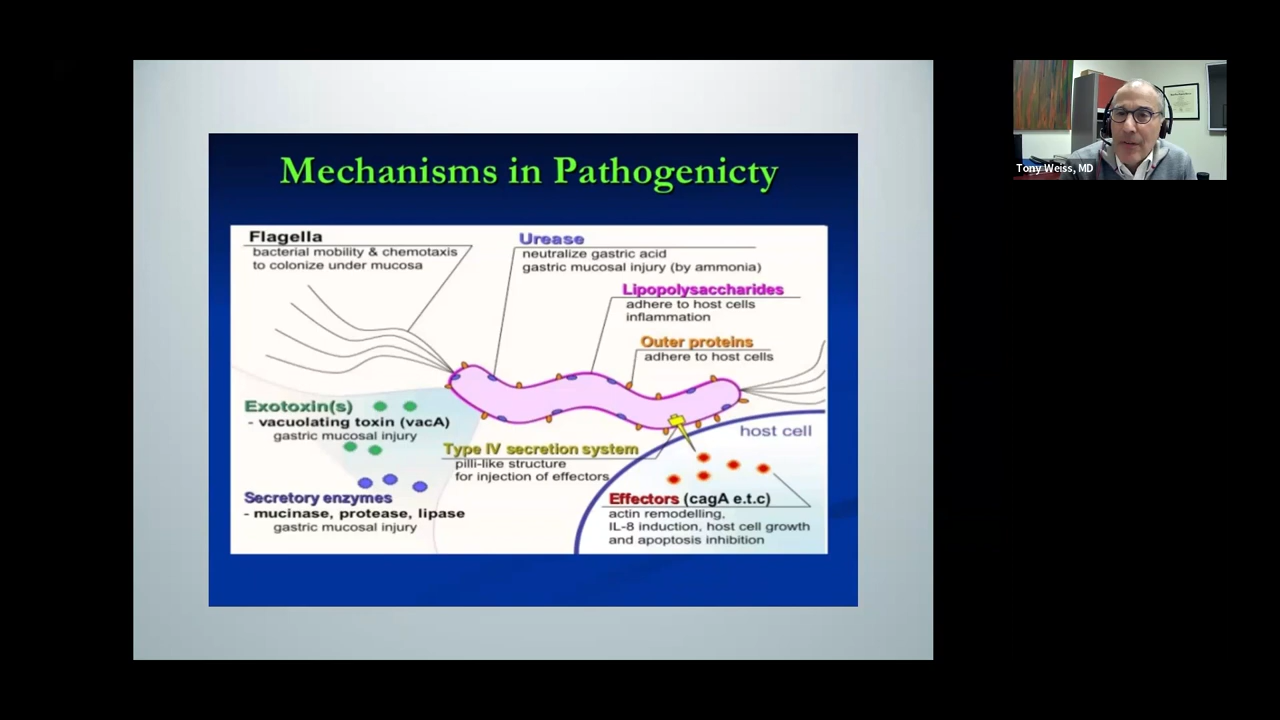 Mechanisms in Pathogenicty
Flagella
bacterial mobility & chemotaxis
to colonize under mucosa
Urease
neutralize gastric acid
gastric mucosal injury (by ammonia)
Lipopolysaccharides
adhere to host cells
inflammation
Outer proteins
adhere to host cells
Exotoxin(s)
- vacuolating toxin (vacA)
gastric mucosal injury
Type IV secretion system
pilli-like structure
for injection of effectors
host cell
Secretory enzymes
- mucinase, protease, lipase
gastric mucosal injury
Effectors (cagA e.t.c)
actin remodelling,
IL-8 induction, host cell growth
and apoptosis inhibition
Tony Weiss, MD